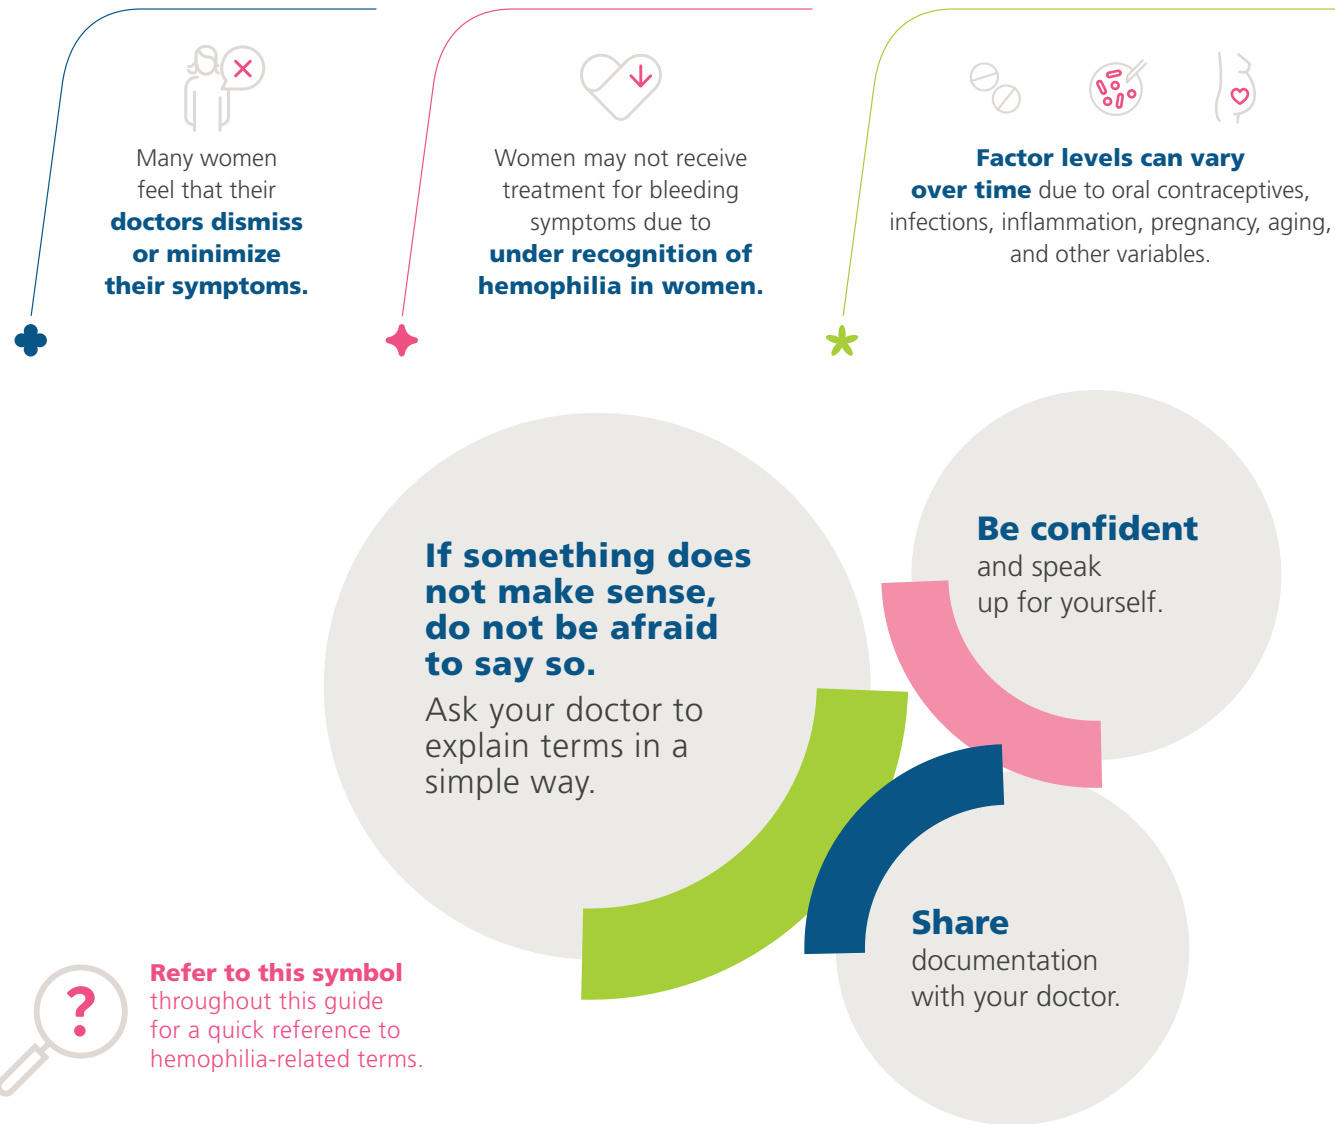 Many women
feel that their
doctors dismiss
or minimize
their symptoms.
Women may not receive
treatment for bleeding
symptoms due to
under recognition of
hemophilia in women.
Factor levels can vary
over time due to oral contraceptives,
infections, inflammation, pregnancy, aging,
and other variables.
If something does
not make sense,
do not be afraid
to say so.
Ask your doctor to
explain terms in a
simple way.
Be confident
and speak
up for yourself.
Share
documentation
with your doctor.
?
Refer to this symbol
throughout this guide
for a quick reference to
hemophilia-related terms.